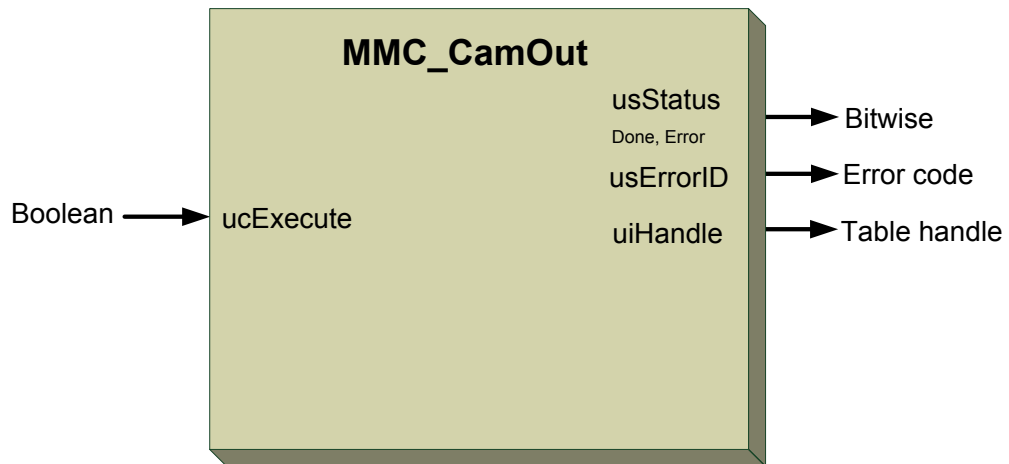 MMC_CamOut
usStatus
Bitwise
Done, Error
usErrorID
Error code
Boolean
ucExecute
uiHandle
Table handle